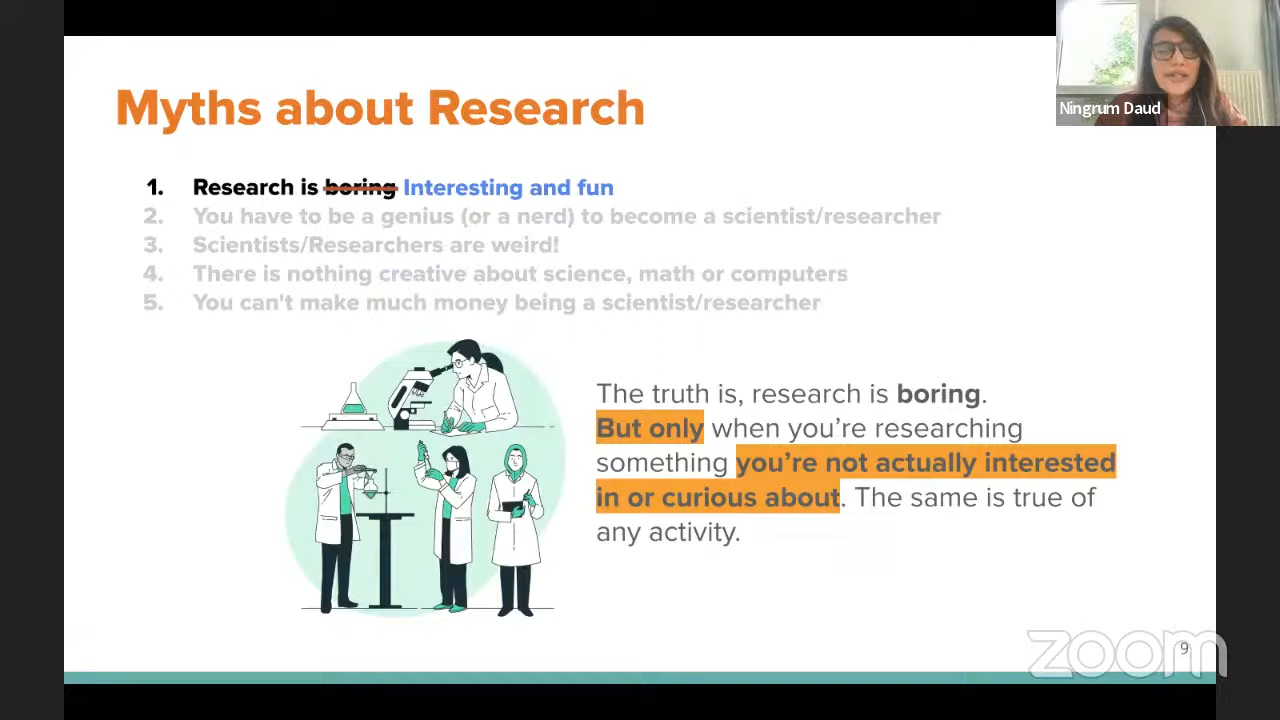 Myths about Research
Ningrum Daud
1. Research is boring Interesting and fun
2. You have to be a genius (or a nerd) to become a scientist/researcher
3. Scientists/Researchers are weird!
4. There is nothing creative about science, math or computers
5. You can't make much money being a scientist/researcher
The truth is, research is boring.
But only when you’re researching
something you’re not actually interested
in or curious about. The same is true of
any activity.
zoom
9